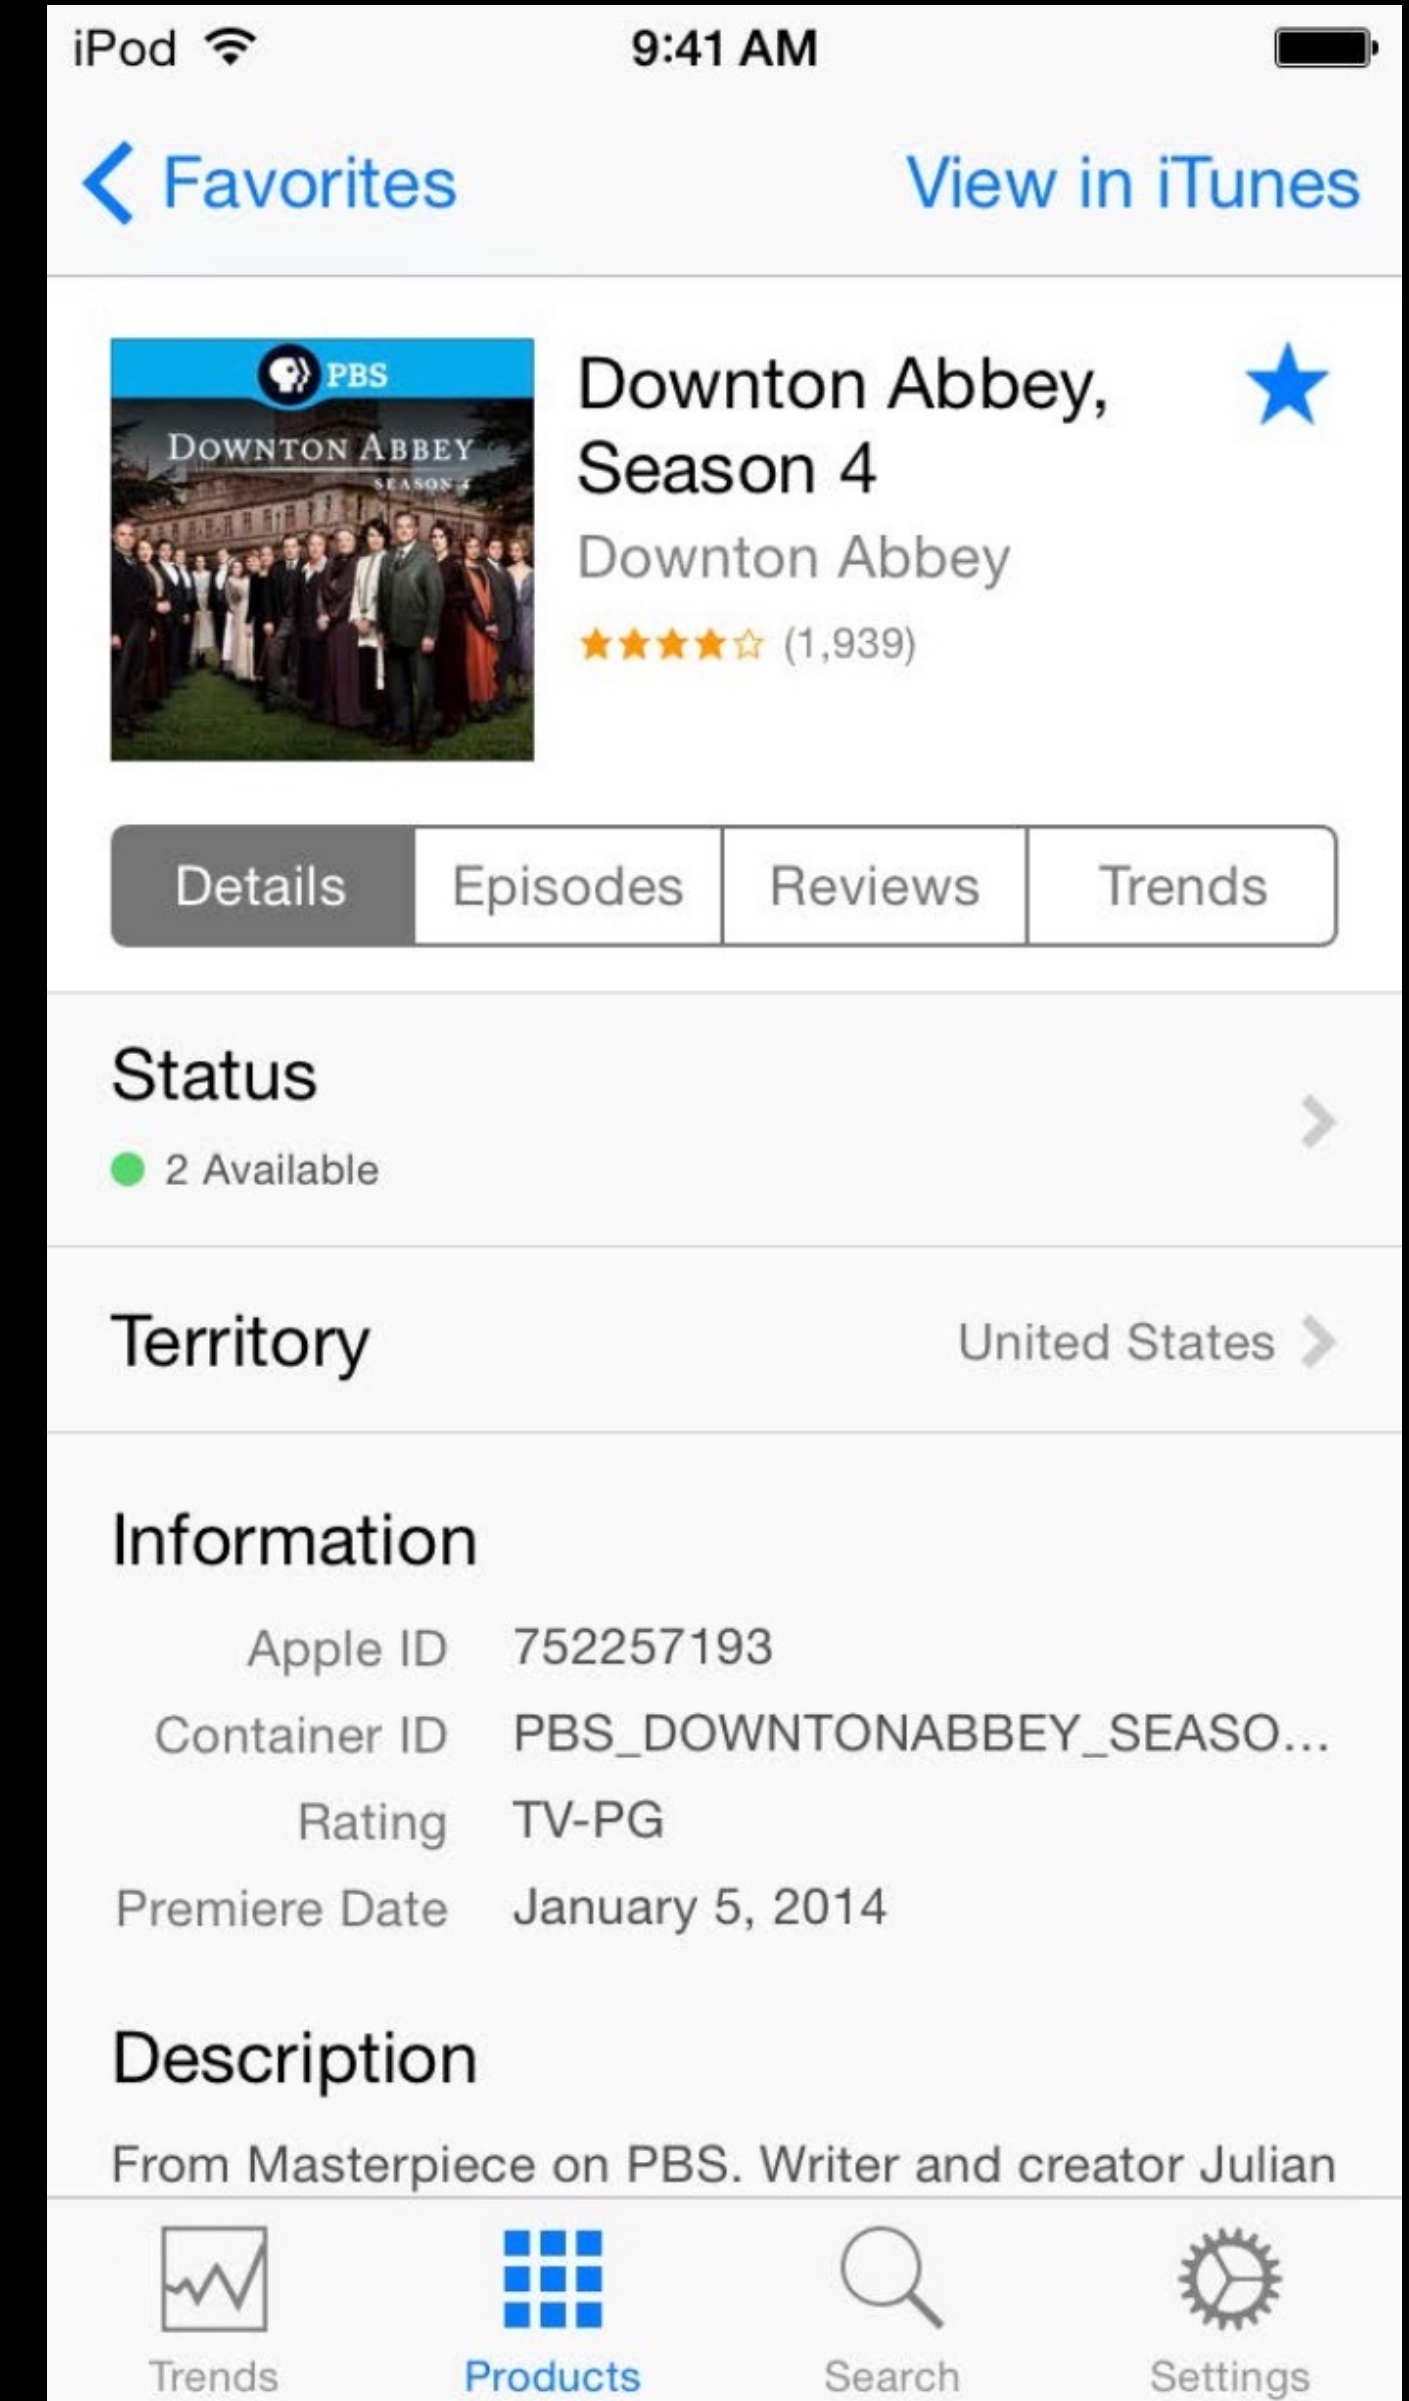 iPod
9:41 AM
Favorites
View in iTunes
PBS
DOWNTON ABBEY
SEASON 4
Downton Abbey,
Season 4
Downton Abbey
(1,939)
Details
Episodes
Reviews
Trends
Status
2 Available
Territory
United States
Information
Apple ID 752257193
Container ID PBS_DOWNTONABBEY_SEASO...
Rating TV-PG
Premiere Date January 5, 2014
Description
From Masterpiece on PBS. Writer and creator Julian
Trends
Products
Search
Settings